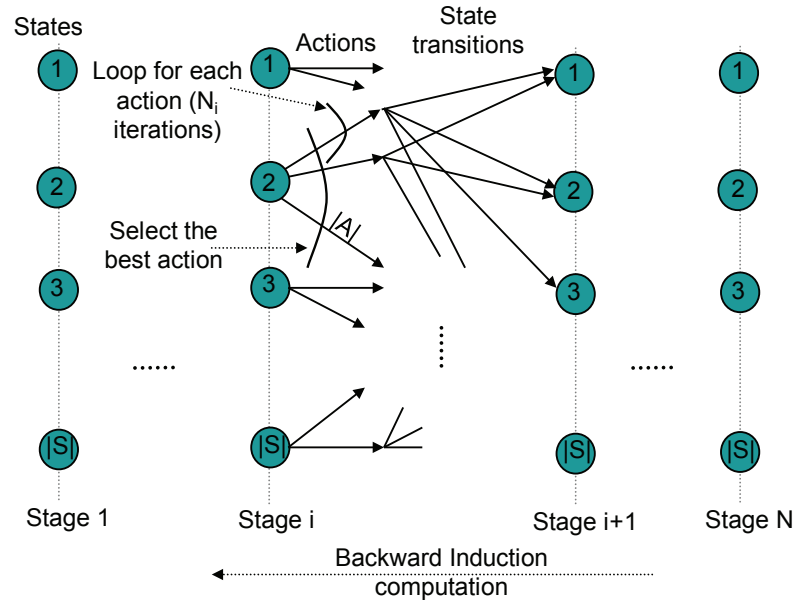 States
Actions
State
transitions
Loop for each
action (Ni
iterations)
Select the
best action
|A|
1
2
3
......
|S|
1
2
3
|S|
......
1
2
3
......
|S|
1
2
3
|S|
Stage 1
Stage i
Stage i+1
Stage N
Backward Induction
computation